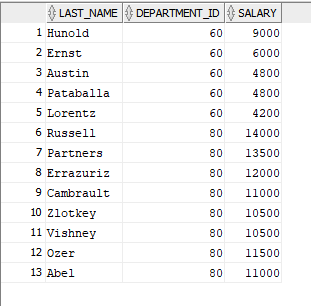 LAST_NAME DEPARTMENT_ID SALARY
1 Hunold 60 9000
2 Ernst 60 6000
3 Austin 60 4800
4 Pataballa 60 4800
5 Lorentz 60 4200
6 Russell 80 14000
7 Partners 80 13500
8 Errazuriz 80 12000
9 Cambrault 80 11000
10 Zlotkey 80 10500
11 Vishney 80 10500
12 Ozer 80 11500
13 Abel 80 11000